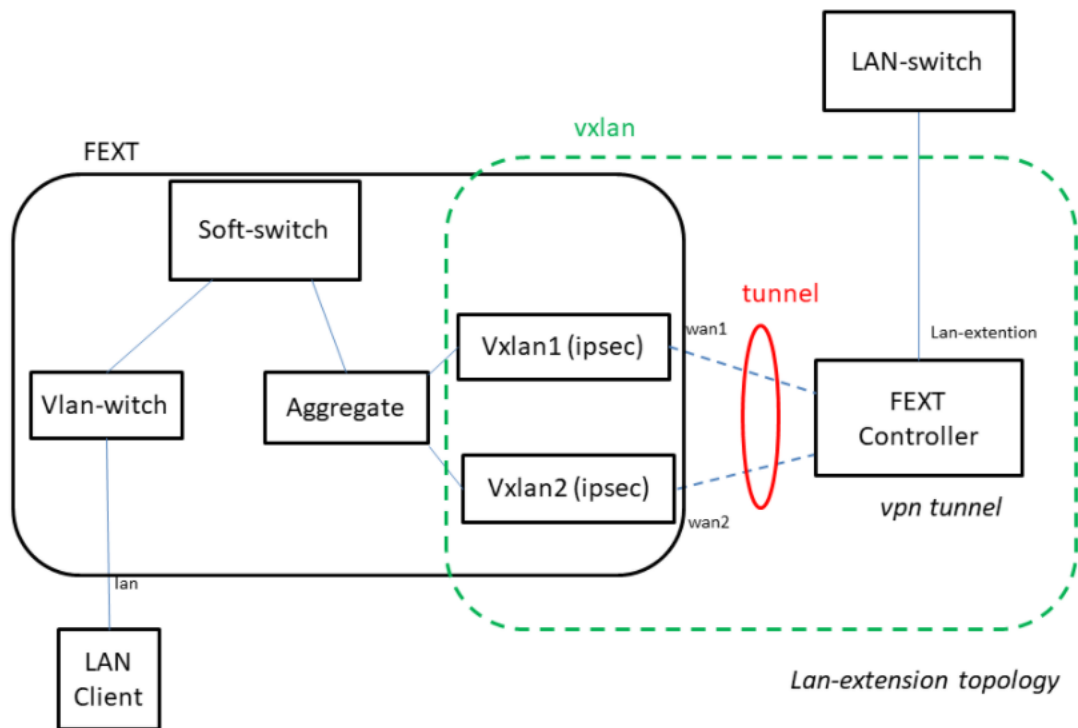 LAN-switch
vxlan
FEXT
Soft-switch
tunnel
wan1
Lan-extention
Vxlan1 (ipsec)
Vlan-witch
Aggregate
FEXT
Controller
Vxlan2 (ipsec)
vpn tunnel
wan2
lan
LAN
Client
Lan-extension topology